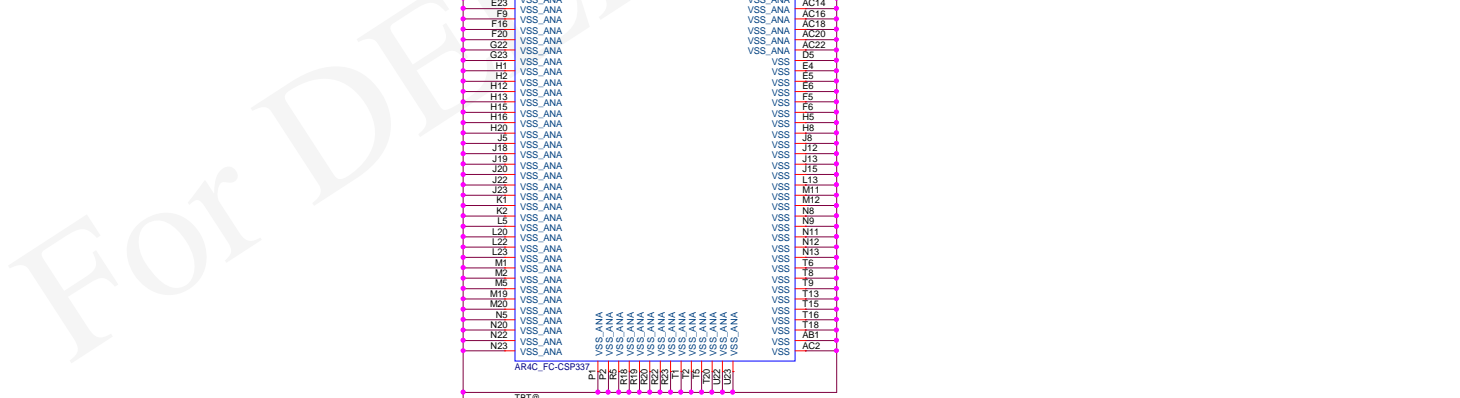 For DELL
E23 VSS_ANA VSS_ANA AC14
F9 VSS_ANA VSS_ANA AC16
F16 VSS_ANA VSS_ANA AC18
F20 VSS_ANA VSS_ANA AC20
G22 VSS_ANA VSS_ANA AC22
G23 VSS_ANA VSS D5
H1 VSS_ANA VSS E4
H2 VSS_ANA VSS E5
H12 VSS_ANA VSS E6
H13 VSS_ANA VSS F5
H15 VSS_ANA VSS F6
H16 VSS_ANA VSS H5
H20 VSS_ANA VSS H8
J5 VSS_ANA VSS J8
J18 VSS_ANA VSS J12
J19 VSS_ANA VSS J13
J20 VSS_ANA VSS J15
J22 VSS_ANA VSS L13
J23 VSS_ANA VSS M11
K1 VSS_ANA VSS M12
K2 VSS_ANA VSS N8
L5 VSS_ANA VSS N9
L20 VSS_ANA VSS N11
L22 VSS_ANA VSS N12
L23 VSS_ANA VSS N13
M1 VSS_ANA VSS T6
M2 VSS_ANA VSS T8
M5 VSS_ANA VSS T9
M19 VSS_ANA VSS T13
M20 VSS_ANA VSS T15
N5 VSS_ANA VSS T16
N20 VSS_ANA VSS T18
N22 VSS_ANA VSS AB1
N23 VSS_ANA VSS AC2
VSS_ANA VSS_ANA VSS_ANA VSS_ANA VSS_ANA VSS_ANA VSS_ANA VSS_ANA VSS_ANA VSS_ANA VSS_ANA VSS_ANA VSS_ANA VSS_ANA
AR4C_FC-CSP337
P1 P2 R5 R18 R19 R20 R22 R23 T1 T2 T5 T20 U22 U23
TBT@